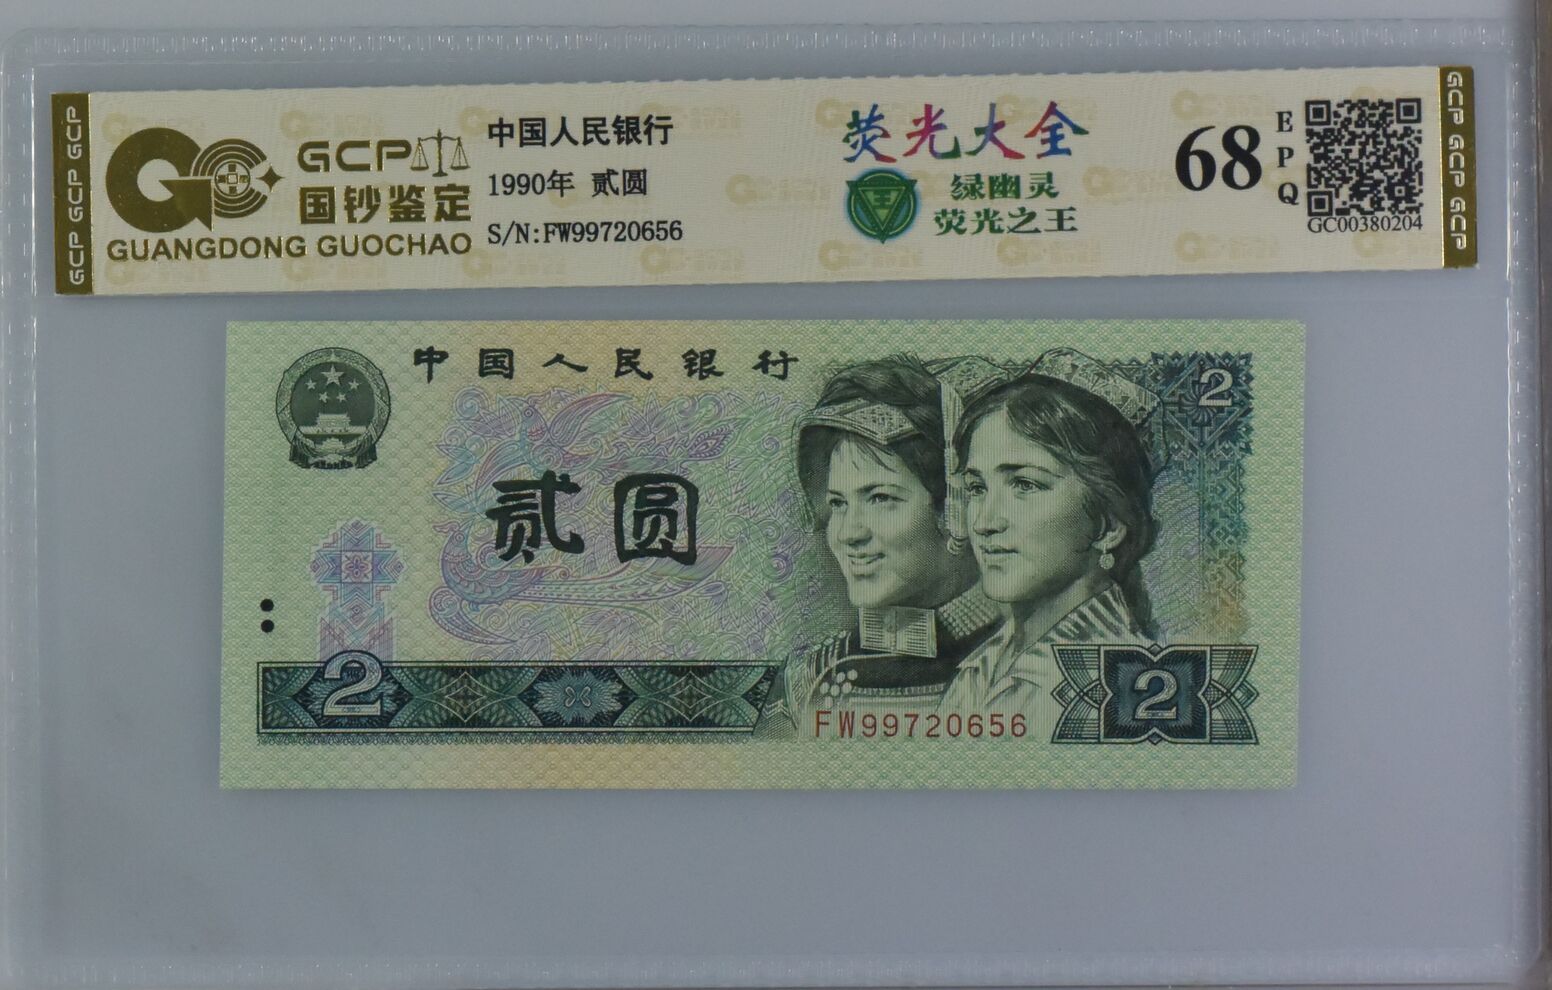 GCP GCP GCP
GCP
国钞鉴定
GUANGDONG GUOCHAO
中国人民银行
1990年 贰圆
S/N:FW99720656
荧光大全
王
绿幽灵
荧光之王
68
EPQ
GC00380204
GCP GCP GCP
中国人民银行
2
贰圆
2
FW99720656
2